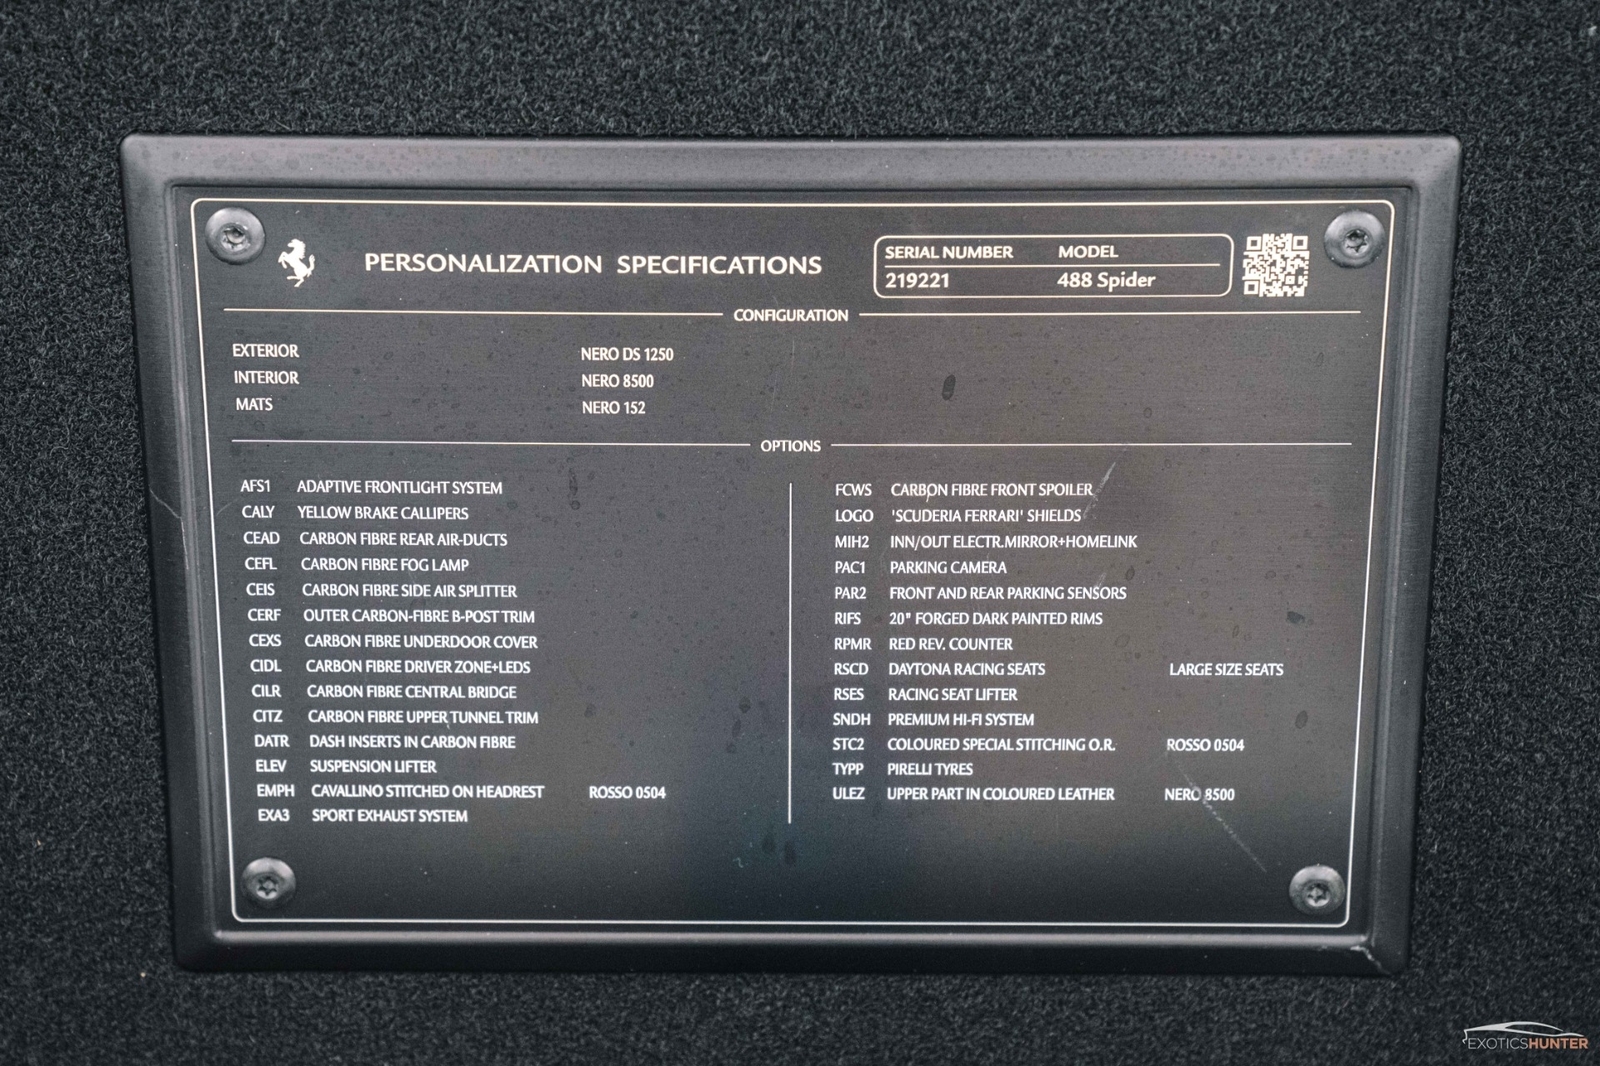 PERSONALIZATION SPECIFICATIONS
SERIAL NUMBER MODEL
219221 488 Spider
CONFIGURATION
EXTERIOR NERO DS 1250
INTERIOR NERO 8500
MATS NERO 152
OPTIONS
AFS1 ADAPTIVE FRONTLIGHT SYSTEM
CALY YELLOW BRAKE CALLIPERS
CEAD CARBON FIBRE REAR AIR-DUCTS
CEFL CARBON FIBRE FOG LAMP
CEIS CARBON FIBRE SIDE AIR SPLITTER
CERF OUTER CARBON-FIBRE B-POST TRIM
CEXS CARBON FIBRE UNDERDOOR COVER
CIDL CARBON FIBRE DRIVER ZONE+LEDS
CILR CARBON FIBRE CENTRAL BRIDGE
CITZ CARBON FIBRE UPPER TUNNEL TRIM
DATR DASH INSERTS IN CARBON FIBRE
ELEV SUSPENSION LIFTER
EMPH CAVALLINO STITCHED ON HEADREST ROSSO 0504
EXA3 SPORT EXHAUST SYSTEM
FCWS CARBON FIBRE FRONT SPOILER
LOGO 'SCUDERIA FERRARI' SHIELDS
MIH2 INN/OUT ELECTR.MIRROR+HOMELINK
PAC1 PARKING CAMERA
PAR2 FRONT AND REAR PARKING SENSORS
RIFS 20" FORGED DARK PAINTED RIMS
RPMR RED REV. COUNTER
RSCD DAYTONA RACING SEATS LARGE SIZE SEATS
RSES RACING SEAT LIFTER
SNDH PREMIUM HI-FI SYSTEM
STC2 COLOURED SPECIAL STITCHING O.R. ROSSO 0504
TYPP PIRELLI TYRES
ULEZ UPPER PART IN COLOURED LEATHER NERO 8500
EXOTICSHUNTER